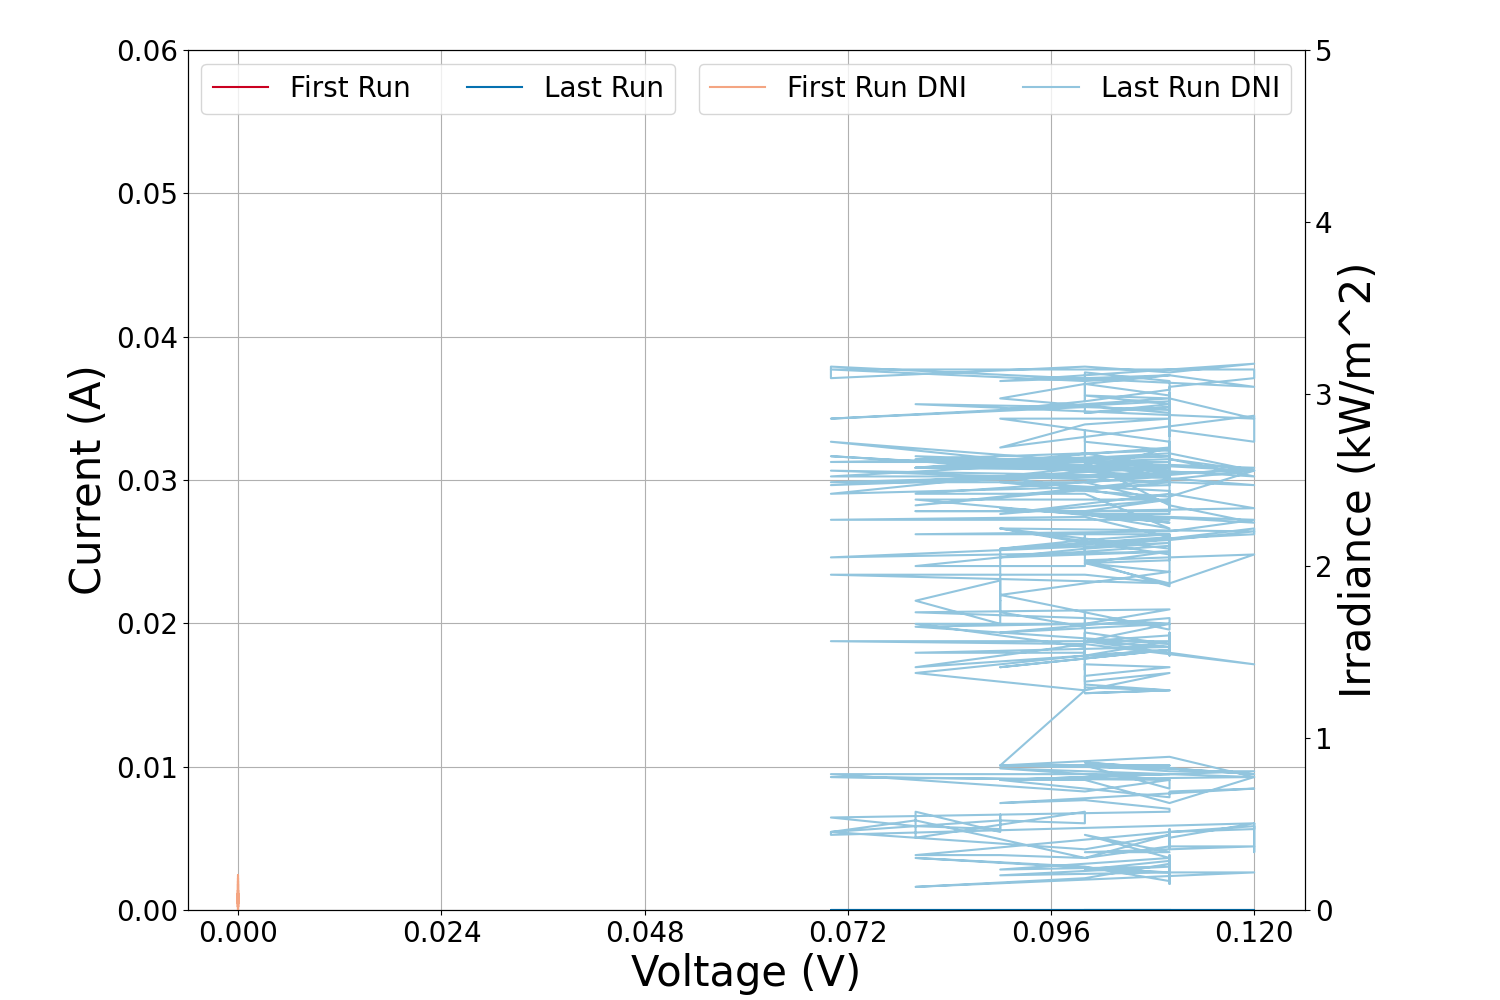 0.06
5
First Run
Last Run
First Run DNI
Last Run DNI
0.05
4
0.04
3
0.03
2
0.02
1
0.01
0.00
0
Current (A)
Irradiance (kW/m^2)
0.000
0.024
0.048
0.072
0.096
0.120
Voltage (V)